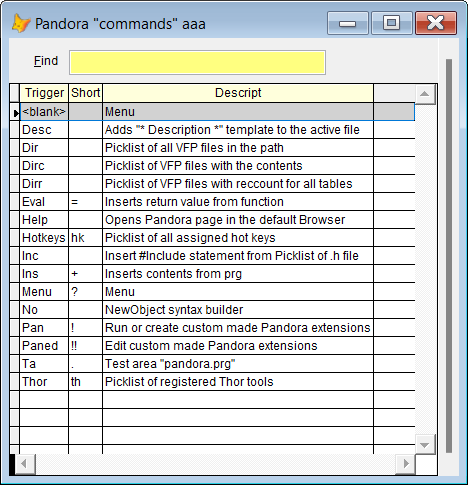 Pandora "commands" aaa
Find
Trigger Short Descript
<blank> Menu
Desc Adds "* Description *" template to the active file
Dir Picklist of all VFP files in the path
Dirc Picklist of VFP files with the contents
Dirr Picklist of VFP files with reccount for all tables
Eval = Inserts return value from function
Help Opens Pandora page in the default Browser
Hotkeys hk Picklist of all assigned hot keys
Inc Insert #Include statement from Picklist of .h file
Ins + Inserts contents from prg
Menu ? Menu
No NewObject syntax builder
Pan ! Run or create custom made Pandora extensions
Paned !! Edit custom made Pandora extensions
Ta . Test area "pandora.prg"
Thor th Picklist of registered Thor tools